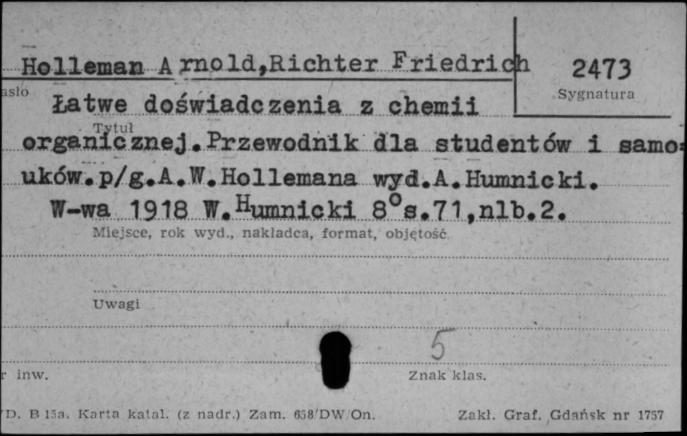 Holleman Arnold,Richter Friedrich
2473
asło
Sygnatura
Łatwe doświadczenia z chemii
Tytuł
organicznej.Przewodnik dla studentów i samo=
uków.p/g.A.W.Hollemana wyd.A.Humnicki.
W-wa 1918 W.Humnicki 8°s.71,nlb.2.
Miejsce, rok wyd., nakładca, format, objętość
Uwagi
5
r inw.
Znak klas.
D. B 15a. Karta katal. (z nadr.) Zam. 658/DW/On.
Zakł. Graf. Gdańsk nr 1757